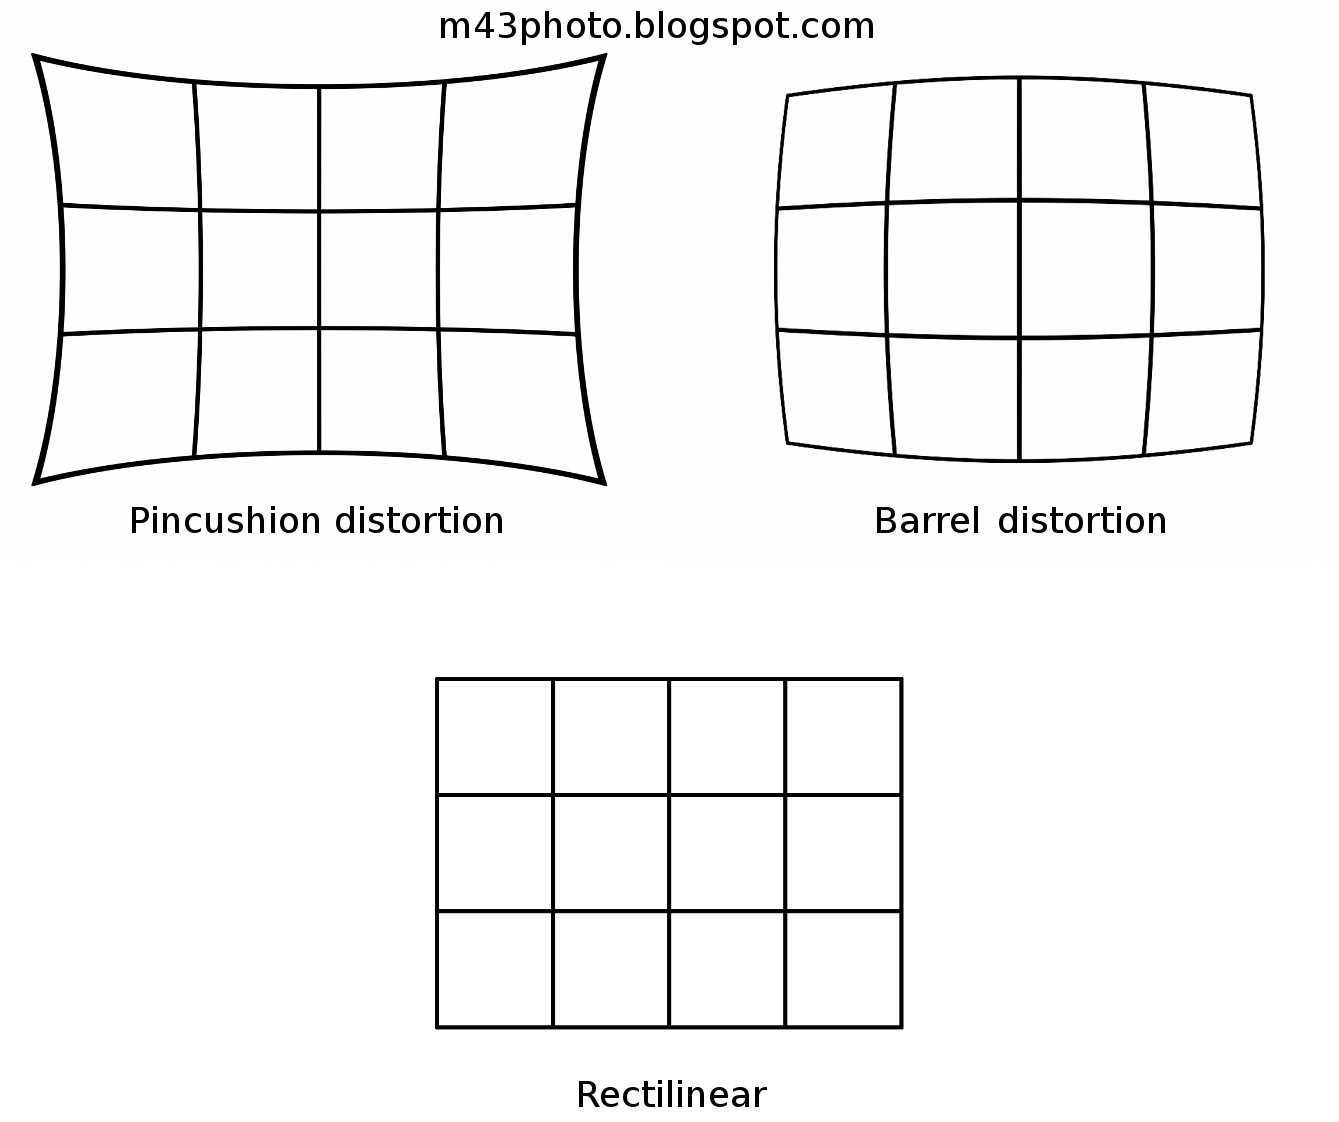 m43photo.blogspot.com
Pincushion distortion
Barrel distortion
Rectilinear